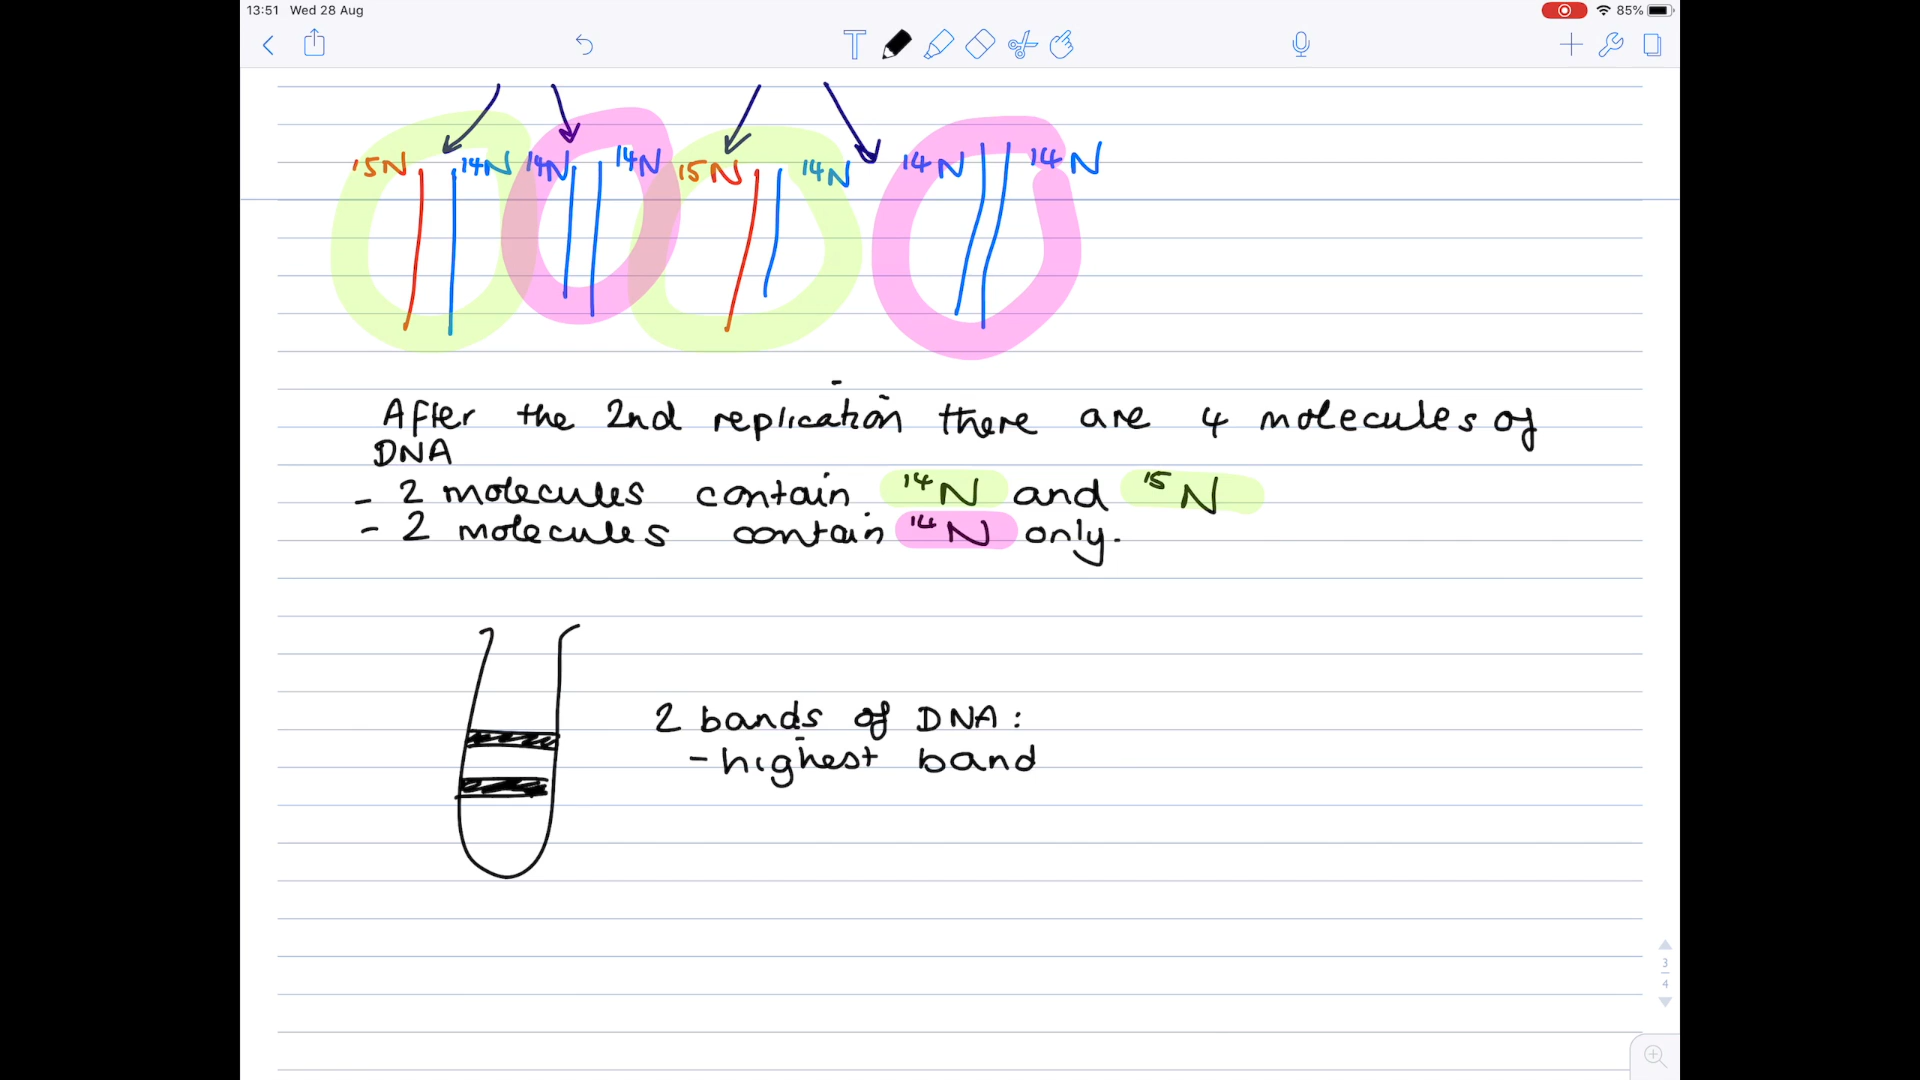 13:51 Wed 28 Aug 85%
T
¹⁵N ¹⁴N ¹⁴N ¹⁴N ¹⁵N ¹⁴N ¹⁴N ¹⁴N
After the 2nd replication there are 4 molecules of
DNA
- 2 molecules contain ¹⁴N and ¹⁵N
- 2 molecules contain ¹⁴N only.
2 bands of DNA:
- highest band
3
4